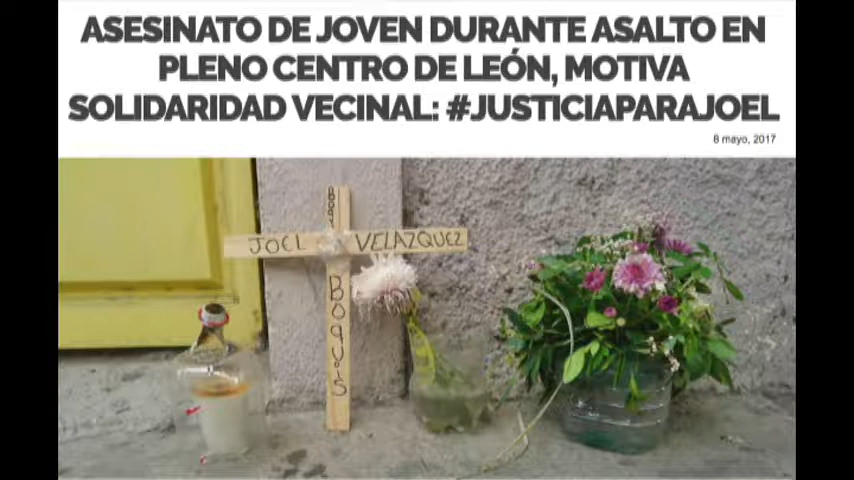 ASESINATO DE JOVEN DURANTE ASALTO EN
PLENO CENTRO DE LEÓN, MOTIVA
SOLIDARIDAD VECINAL: #JUSTICIAPARAJOEL
8 mayo, 2017
JOEL VELAZQUEZ
BOQUIS